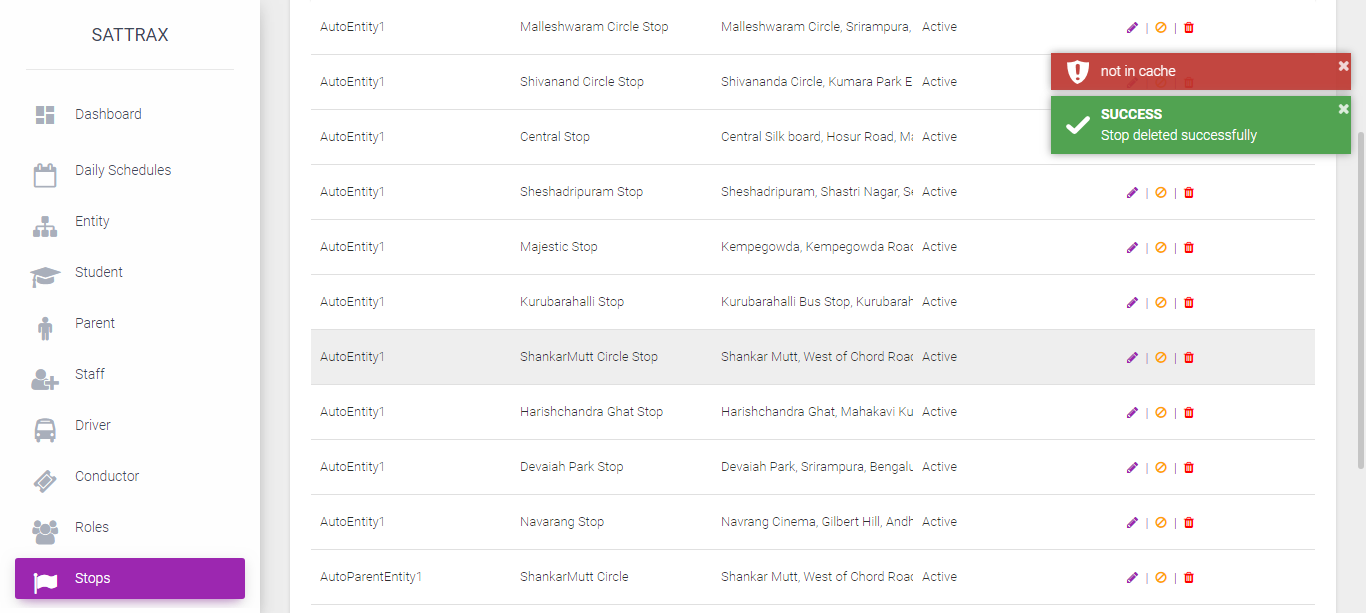 SATTRAX
Dashboard
Daily Schedules
Entity
Student
Parent
Staff
Driver
Conductor
Roles
Stops
AutoEntity1 Malleshwaram Circle Stop Malleshwaram Circle, Srirampura, Active
AutoEntity1 Shivanand Circle Stop Shivananda Circle, Kumara Park E Active
AutoEntity1 Central Stop Central Silk board, Hosur Road, Ma Active
AutoEntity1 Sheshadripuram Stop Sheshadripuram, Shastri Nagar, Se Active
AutoEntity1 Majestic Stop Kempegowda, Kempegowda Road Active
AutoEntity1 Kurubarahalli Stop Kurubarahalli Bus Stop, Kurubarah Active
AutoEntity1 ShankarMutt Circle Stop Shankar Mutt, West of Chord Road Active
AutoEntity1 Harishchandra Ghat Stop Harishchandra Ghat, Mahakavi Ku Active
AutoEntity1 Devaiah Park Stop Devaiah Park, Srirampura, Bengalu Active
AutoEntity1 Navarang Stop Navrang Cinema, Gilbert Hill, Andh Active
AutoParentEntity1 ShankarMutt Circle Shankar Mutt, West of Chord Road Active
not in cache
SUCCESS
Stop deleted successfully